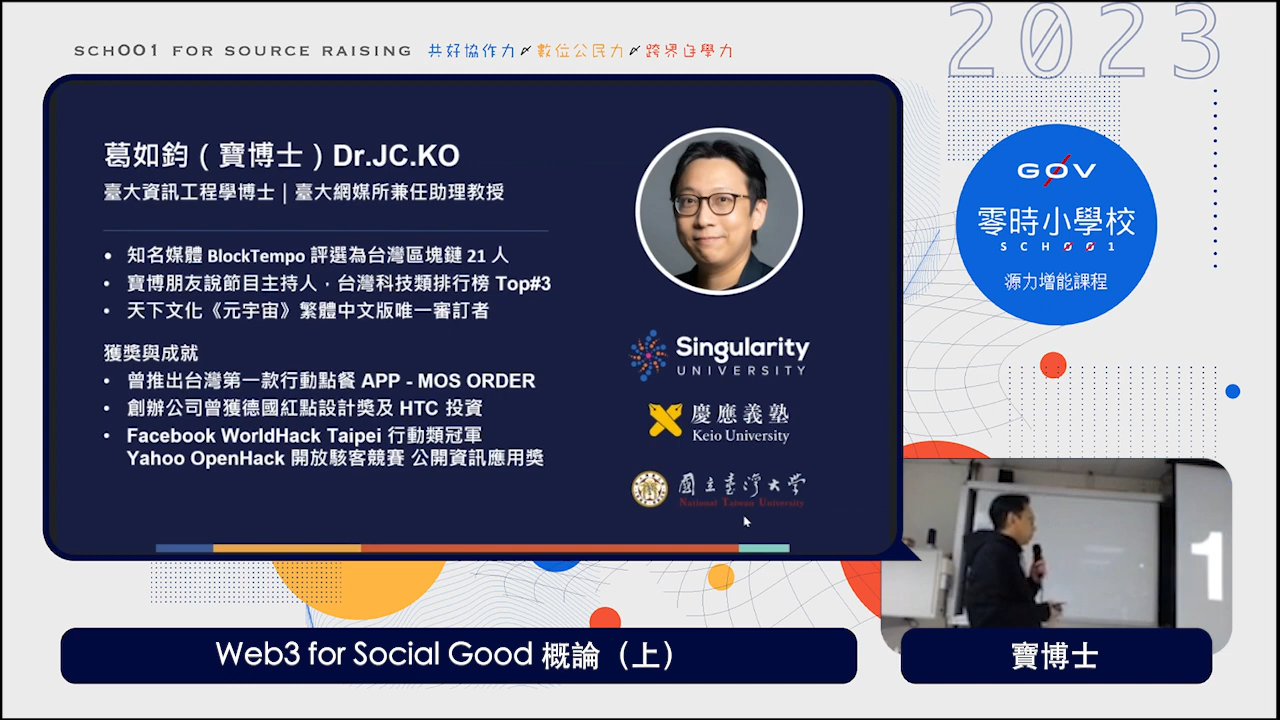 SCH001 FOR SOURCE RAISING 共好協作力 〆 數位公民力 〆 跨界自學力
2023
葛如鈞（寶博士）Dr.JC.KO
臺大資訊工程學博士｜臺大網媒所兼任助理教授
• 知名媒體 BlockTempo 評選為台灣區塊鏈 21 人
• 寶博朋友說節目主持人，台灣科技類排行榜 Top#3
• 天下文化《元宇宙》繁體中文版唯一審訂者
獲獎與成就
• 曾推出台灣第一款行動點餐 APP - MOS ORDER
• 創辦公司曾獲德國紅點設計獎及 HTC 投資
• Facebook WorldHack Taipei 行動類冠軍
Yahoo OpenHack 開放駭客競賽 公開資訊應用獎
Singularity
UNIVERSITY
慶應義塾
Keio University
國立臺灣大學
National Taiwan University
G0V
零時小學校
SCH001
源力增能課程
1
Web3 for Social Good 概論（上）
寶博士